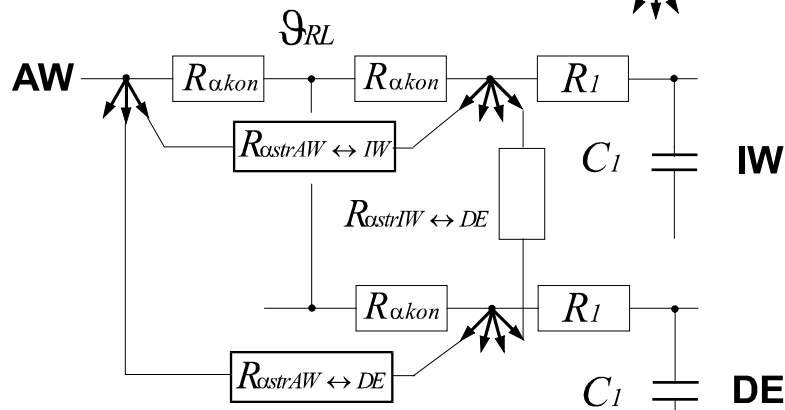 ϑRL
AW Rαkon Rαkon R1
RαstrAW ↔ IW C1 IW
RαstrIW ↔ DE
Rαkon R1
RαstrAW ↔ DE C1 DE